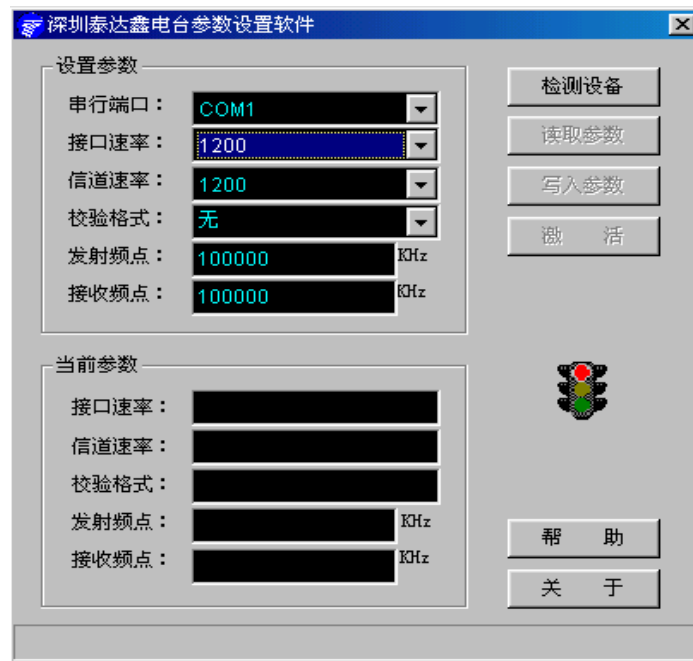 深圳泰达鑫电台参数设置软件
设置参数
串行端口： COM1
接口速率： 1200
信道速率： 1200
校验格式： 无
发射频点： 100000 KHz
接收频点： 100000 KHz
检测设备
读取参数
写入参数
激 活
当前参数
接口速率：
信道速率：
校验格式：
发射频点： KHz
接收频点： KHz
帮 助
关 于